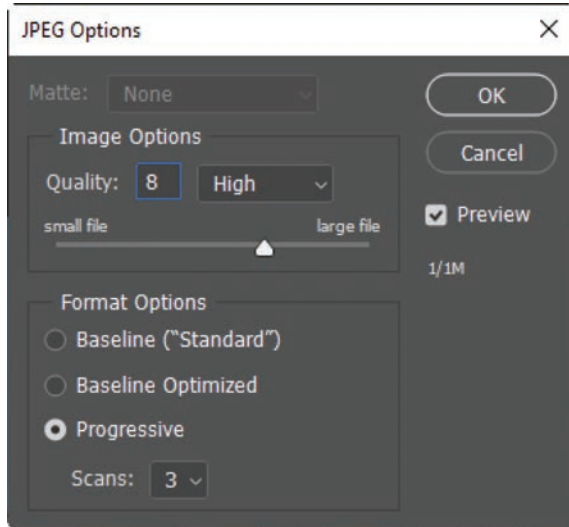 JPEG Options
Matte: None
OK
Image Options
Cancel
Quality: 8 High
small file large file
Preview
1/1M
Format Options
Baseline (“Standard”)
Baseline Optimized
Progressive
Scans: 3